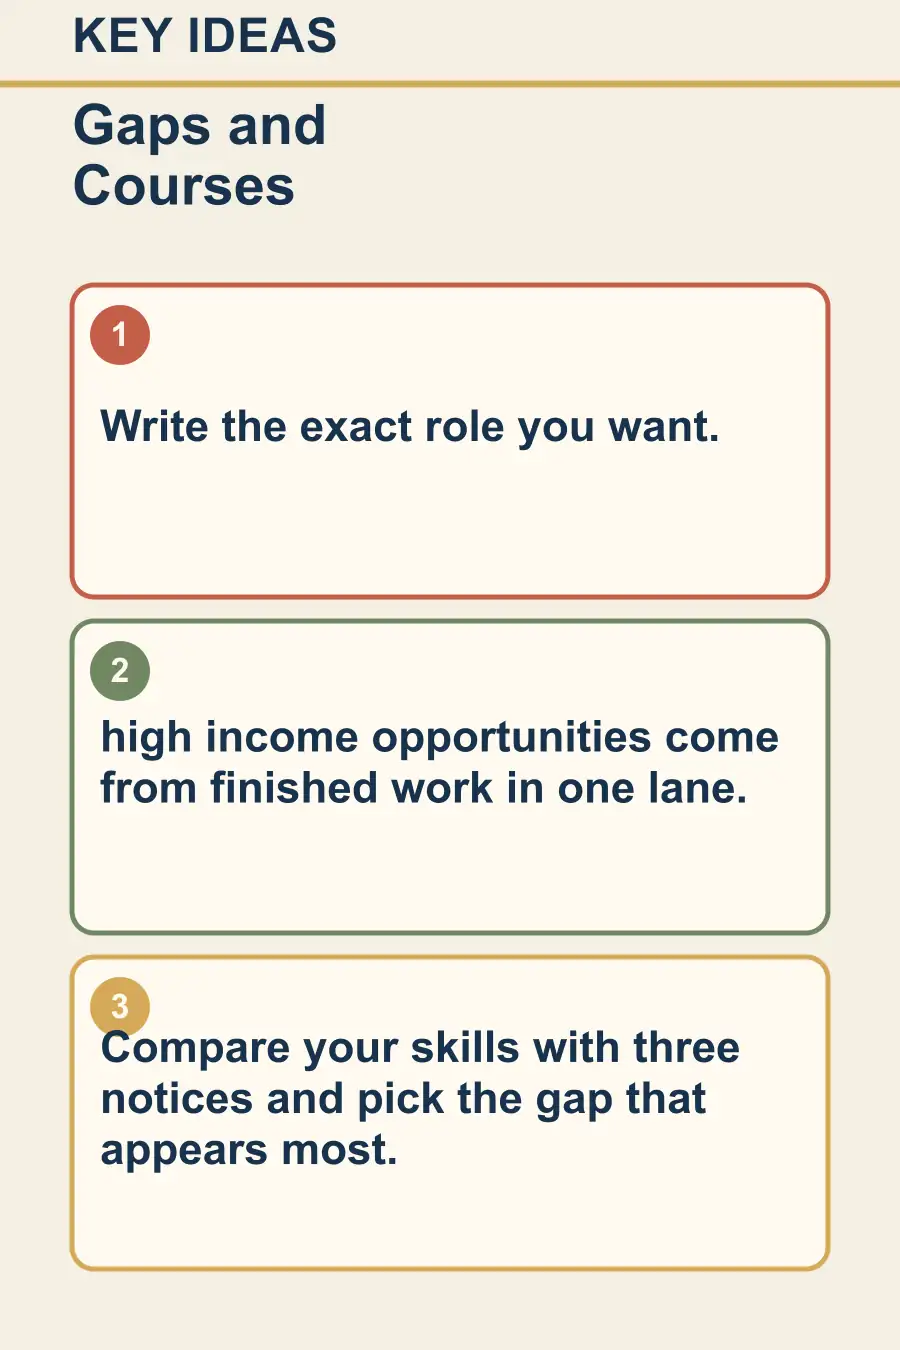 KEY IDEAS
Gaps and
Courses
1
Write the exact role you want.
2
high income opportunities come
from finished work in one lane.
3
Compare your skills with three
notices and pick the gap that
appears most.